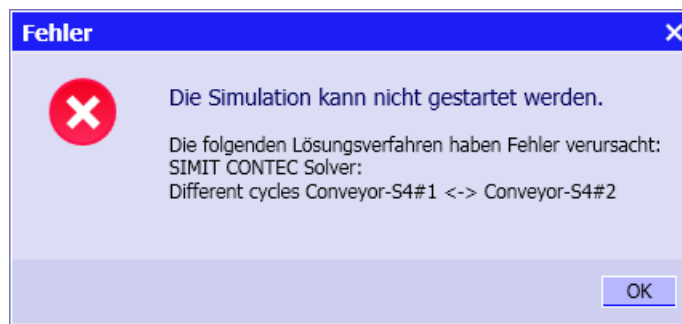 Fehler
Die Simulation kann nicht gestartet werden.
Die folgenden Lösungsverfahren haben Fehler verursacht:
SIMIT CONTEC Solver:
Different cycles Conveyor-S4#1 <-> Conveyor-S4#2
OK